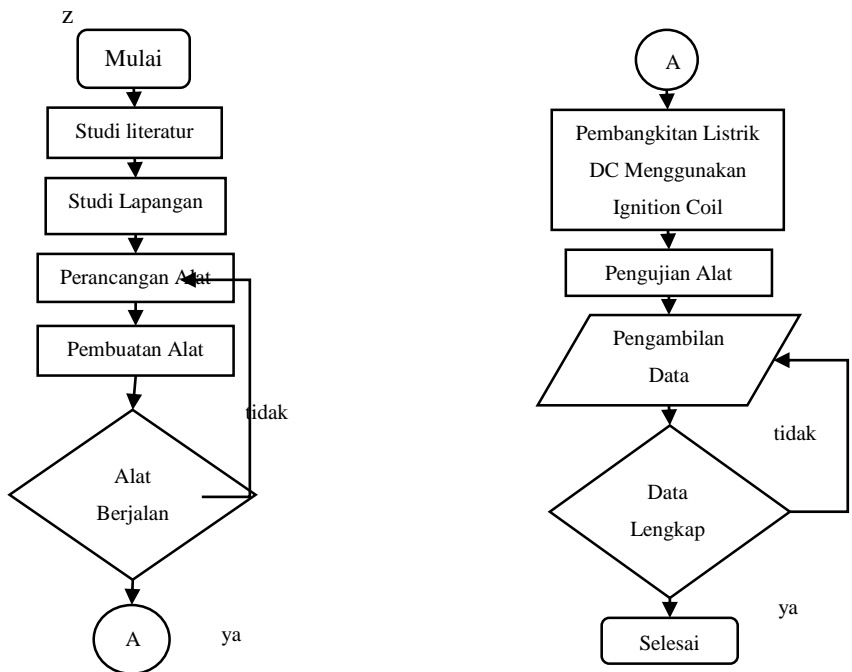 z
Mulai
Studi literatur
Studi Lapangan
Perancangan Alat
Pembuatan Alat
tidak
Alat
Berjalan
A
ya
A
Pembangkitan Listrik
DC Menggunakan
Ignition Coil
Pengujian Alat
Pengambilan
Data
tidak
Data
Lengkap
ya
Selesai